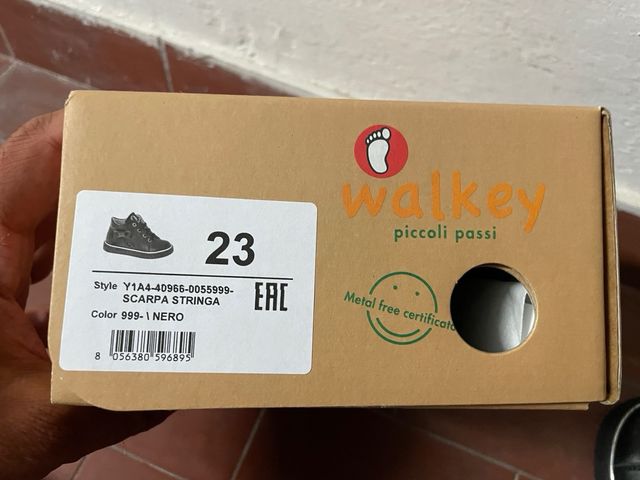 walkey
piccoli passi
Metal free certificato
23
Style Y1A4-40966-0055999-
SCARPA STRINGA
EAC
Color 999- \ NERO
8 056380 596895